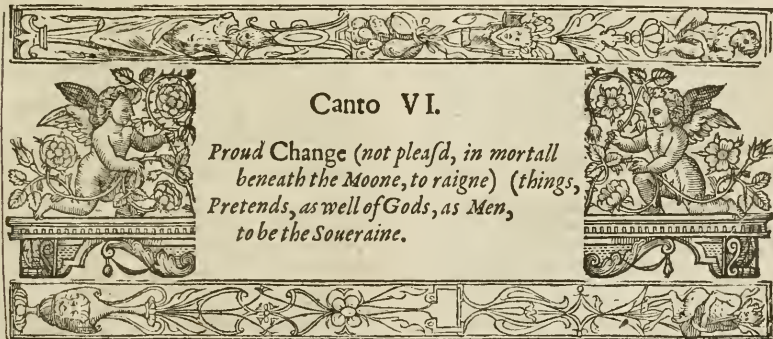 Canto VI.
Proud Change (not pleaſd, in mortall
beneath the Moone, to raigne) (things,
Pretends, as well of Gods, as Men,
to be the Soueraine.